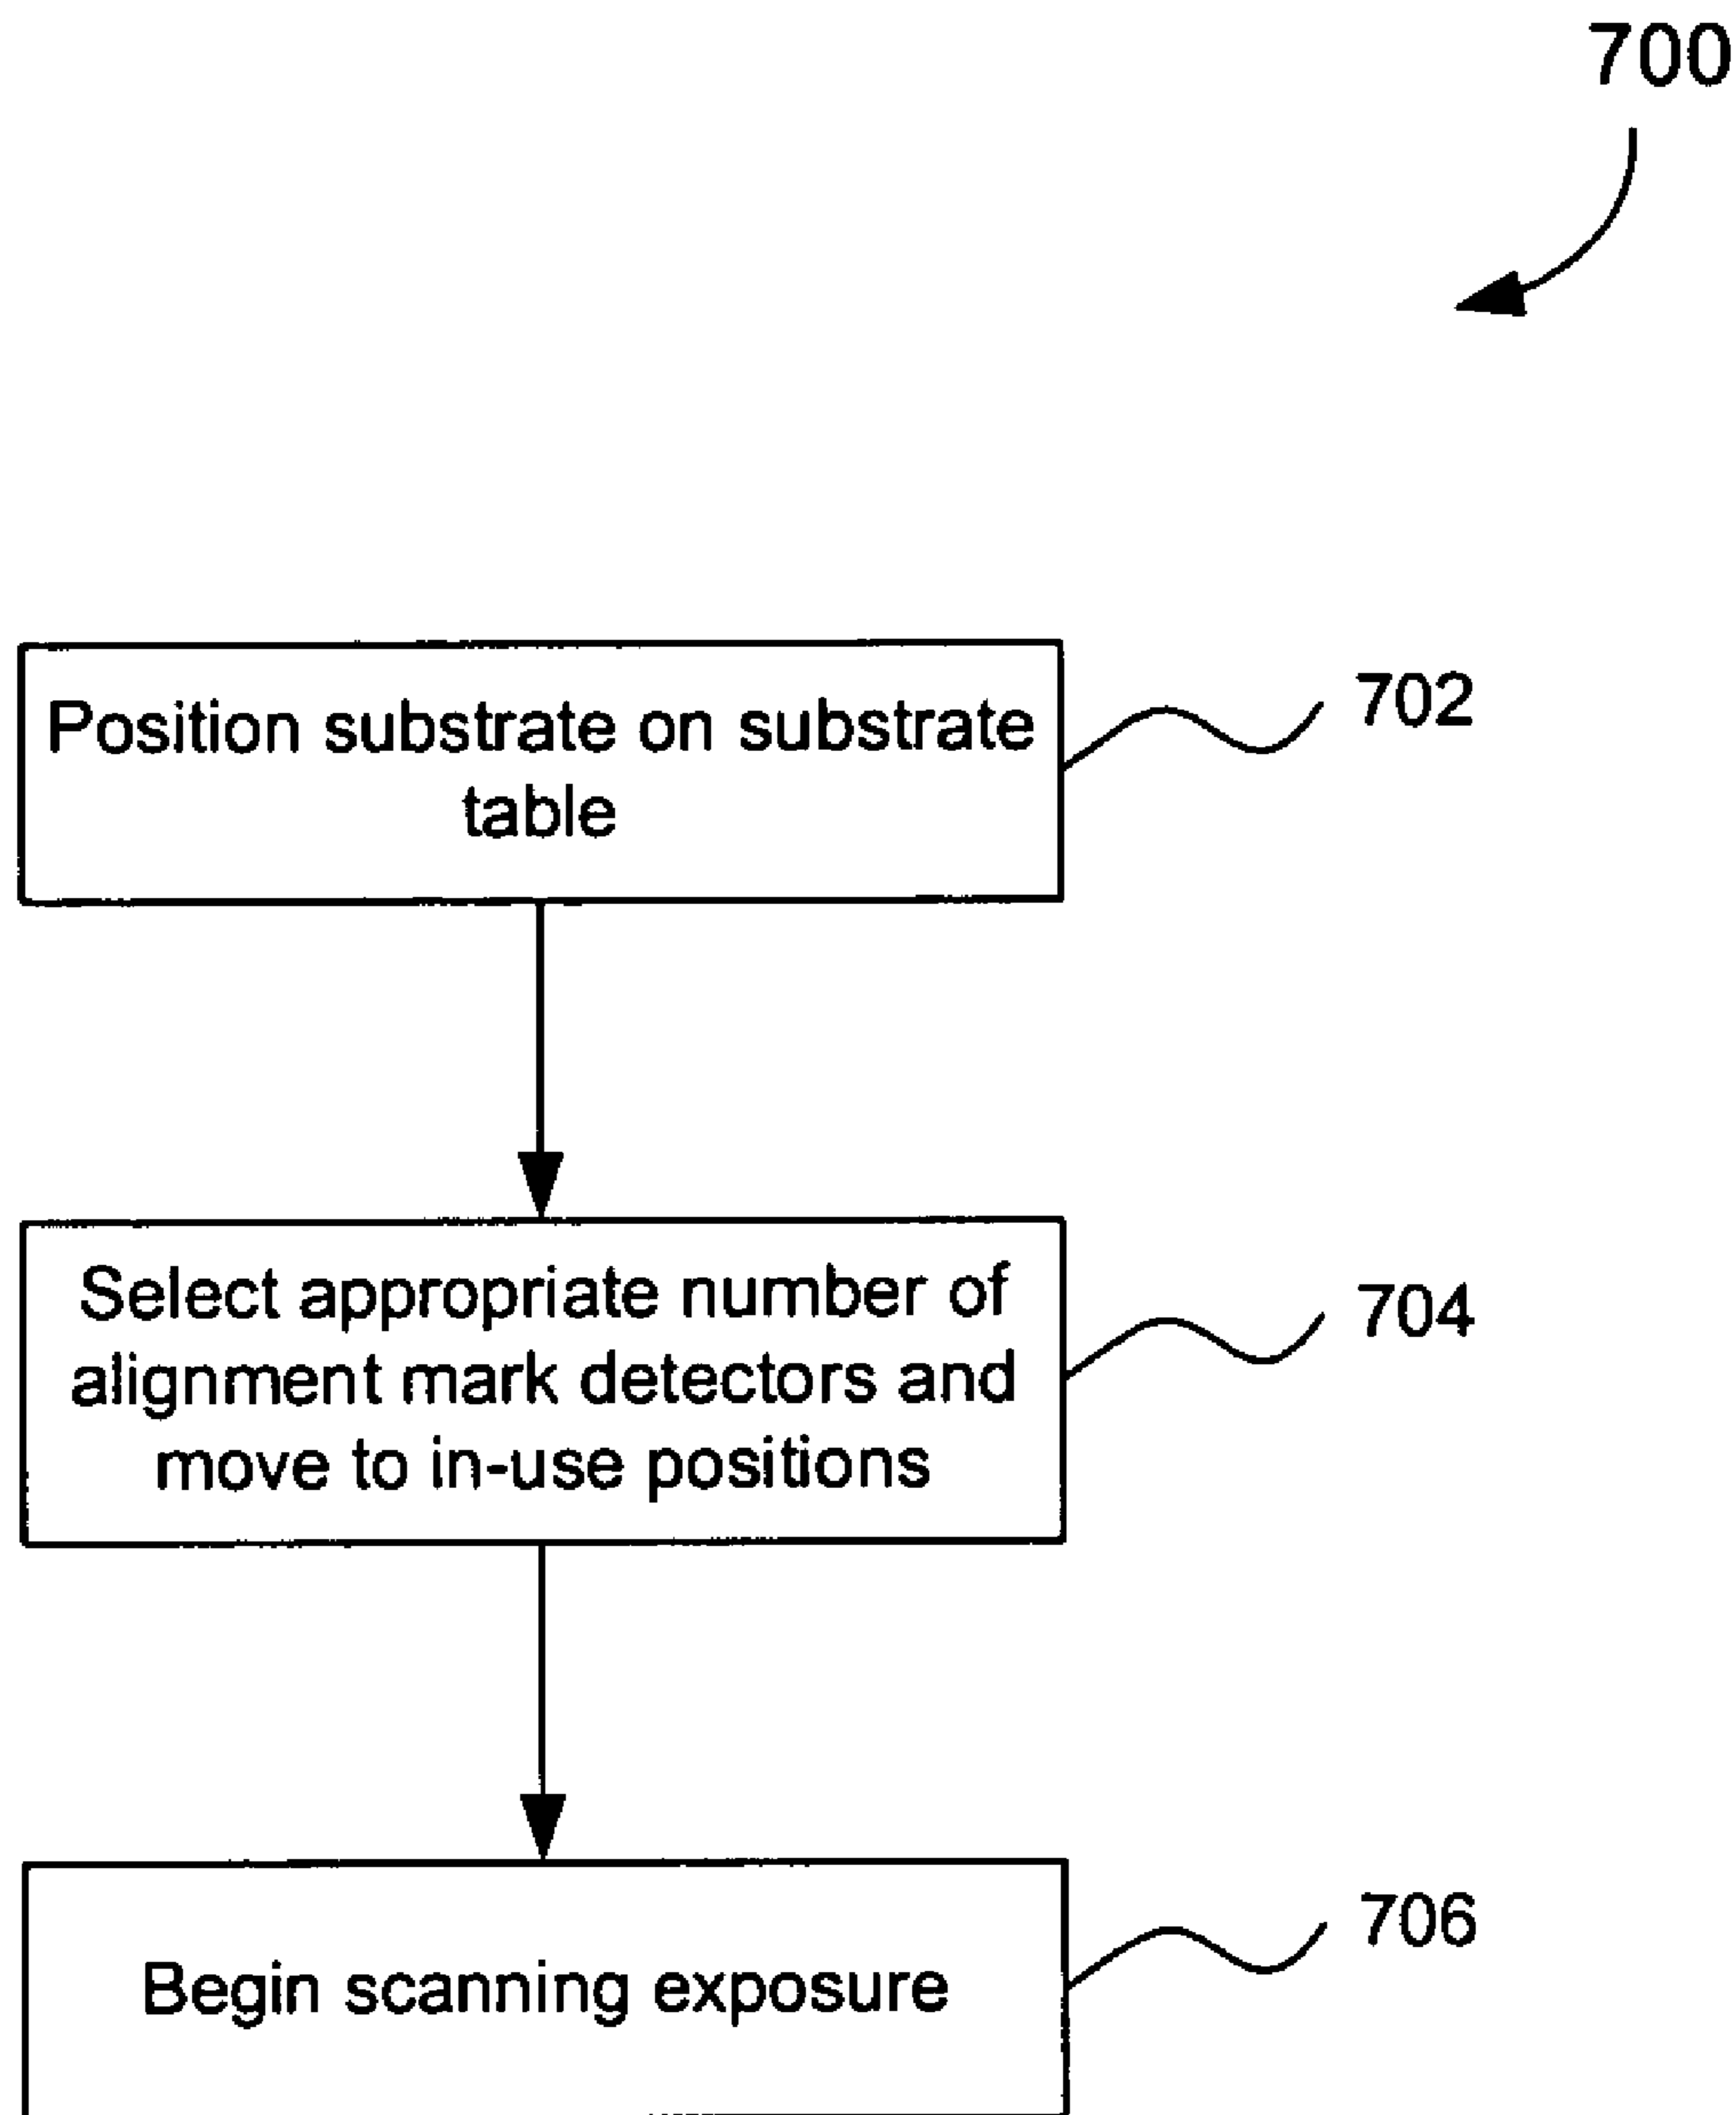 700
Position substrate on substrate
table
702
Select appropriate number of
alignment mark detectors and
move to in-use positions
704
Begin scanning exposure
706